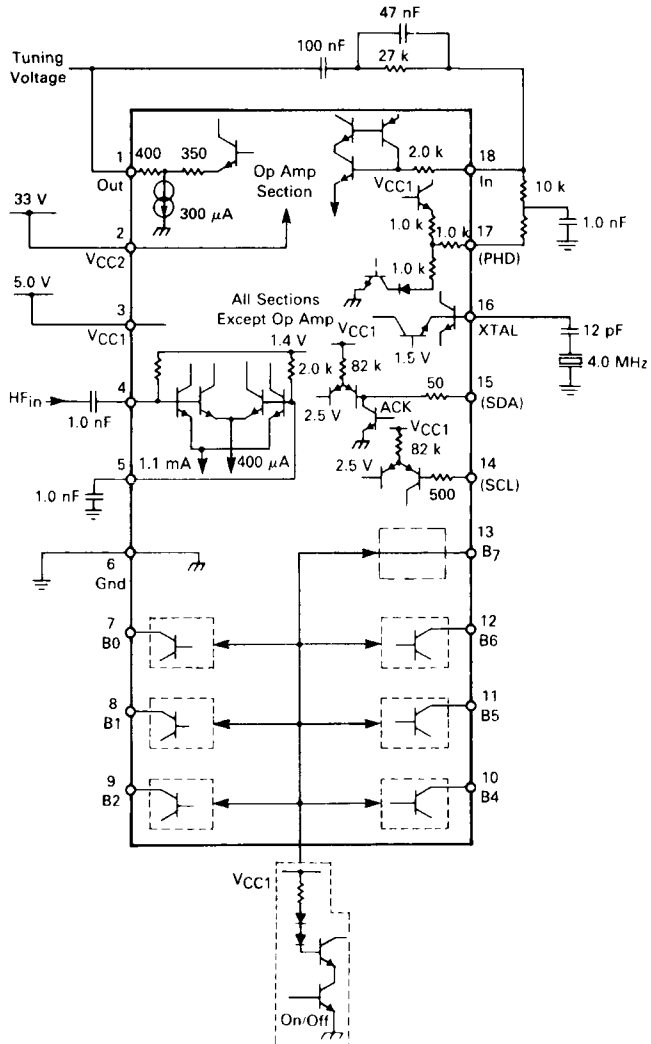 47 nF
100 nF
27 k
Tuning
Voltage
1
400
350
Out
300 μA
Op Amp
Section
2.0 k
18
In
VCC1
10 k
1.0 k
1.0 k
17
(PHD)
1.0 nF
1.0 k
33 V
2
VCC2
5.0 V
3
VCC1
All Sections
Except Op Amp
16
XTAL
1.5 V
12 pF
4.0 MHz
VCC1
1.4 V
2.0 k
82 k
HFin
4
1.0 nF
2.5 V
ACK
50
15
(SDA)
VCC1
82 k
5
1.1 mA
400 μA
2.5 V
500
14
(SCL)
1.0 nF
6
Gnd
13
B7
7
B0
12
B6
8
B1
11
B5
9
B2
10
B4
VCC1
On/Off